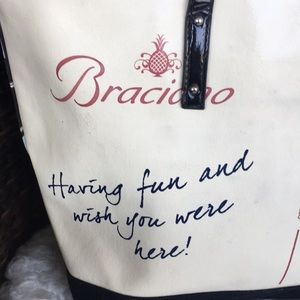 Braciano
Having fun and
wish you were
here!